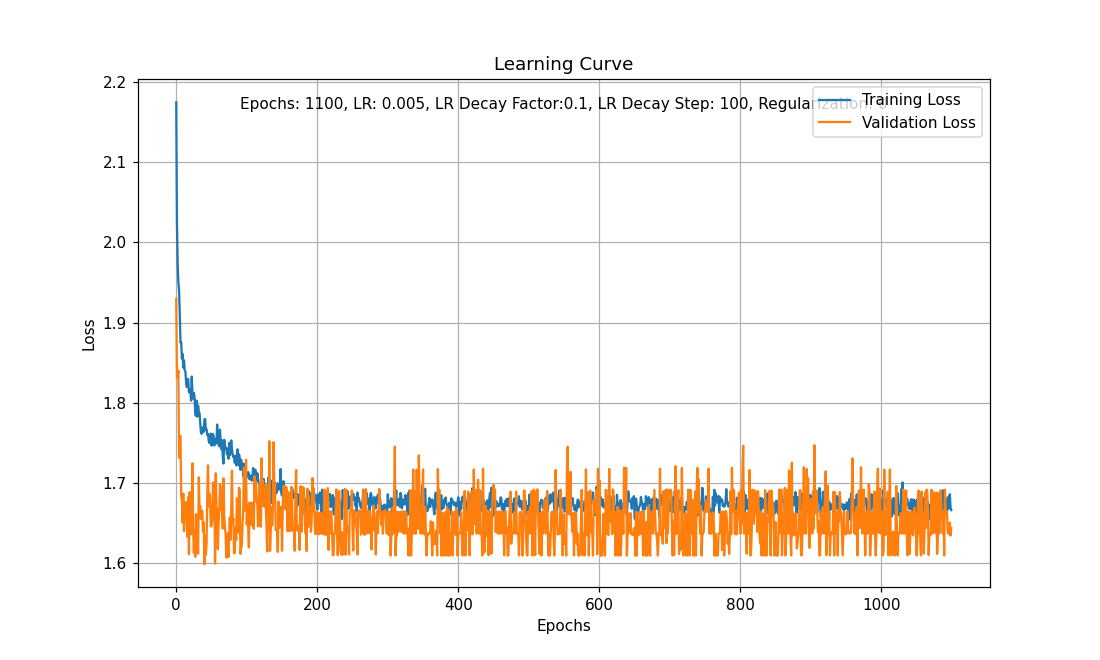 Learning Curve
Epochs: 1100, LR: 0.005, LR Decay Factor:0.1, LR Decay Step: 100, Regularization: 0
Training Loss
Validation Loss
2.2
2.1
2.0
1.9
1.8
1.7
1.6
Loss
0 200 400 600 800 1000
Epochs